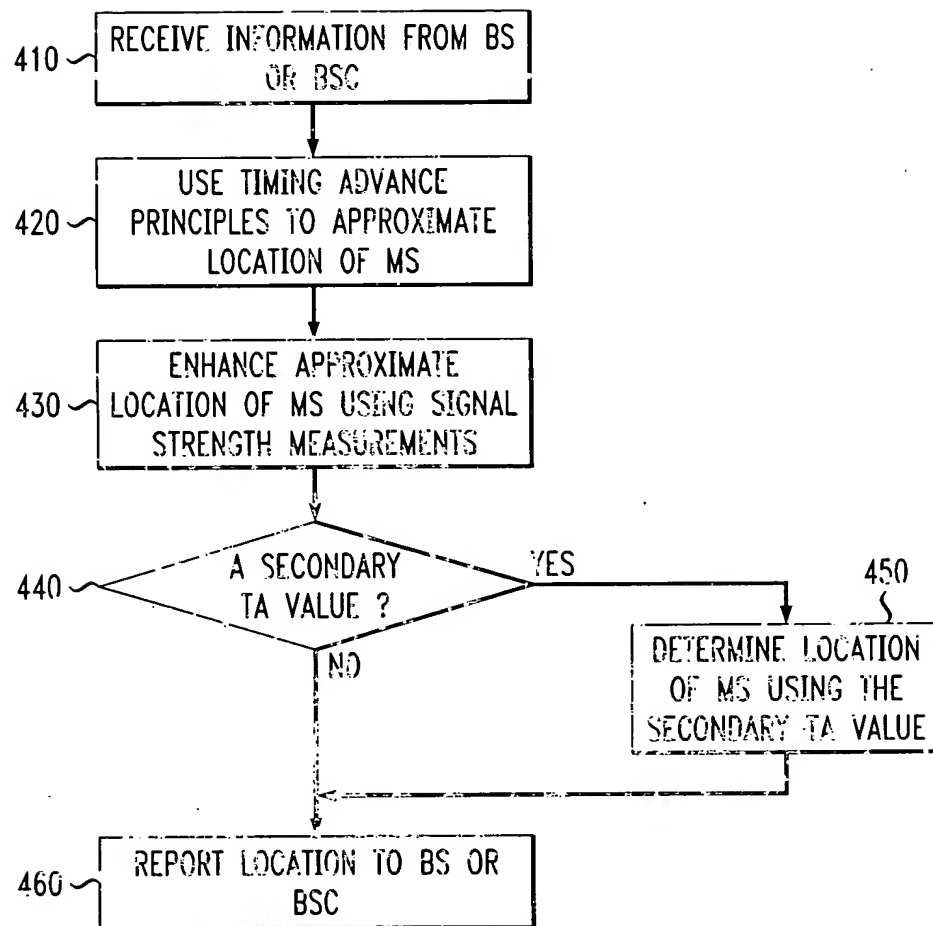 410
RECEIVE INFORMATION FROM BS
OR BSC
420
USE TIMING ADVANCE
PRINCIPLES TO APPROXIMATE
LOCATION OF MS
430
ENHANCE APPROXIMATE
LOCATION OF MS USING SIGNAL
STRENGTH MEASUREMENTS
440
A SECONDARY
TA VALUE ?
YES
NO
450
DETERMINE LOCATION
OF MS USING THE
SECONDARY TA VALUE
460
REPORT LOCATION TO BS OR
BSC